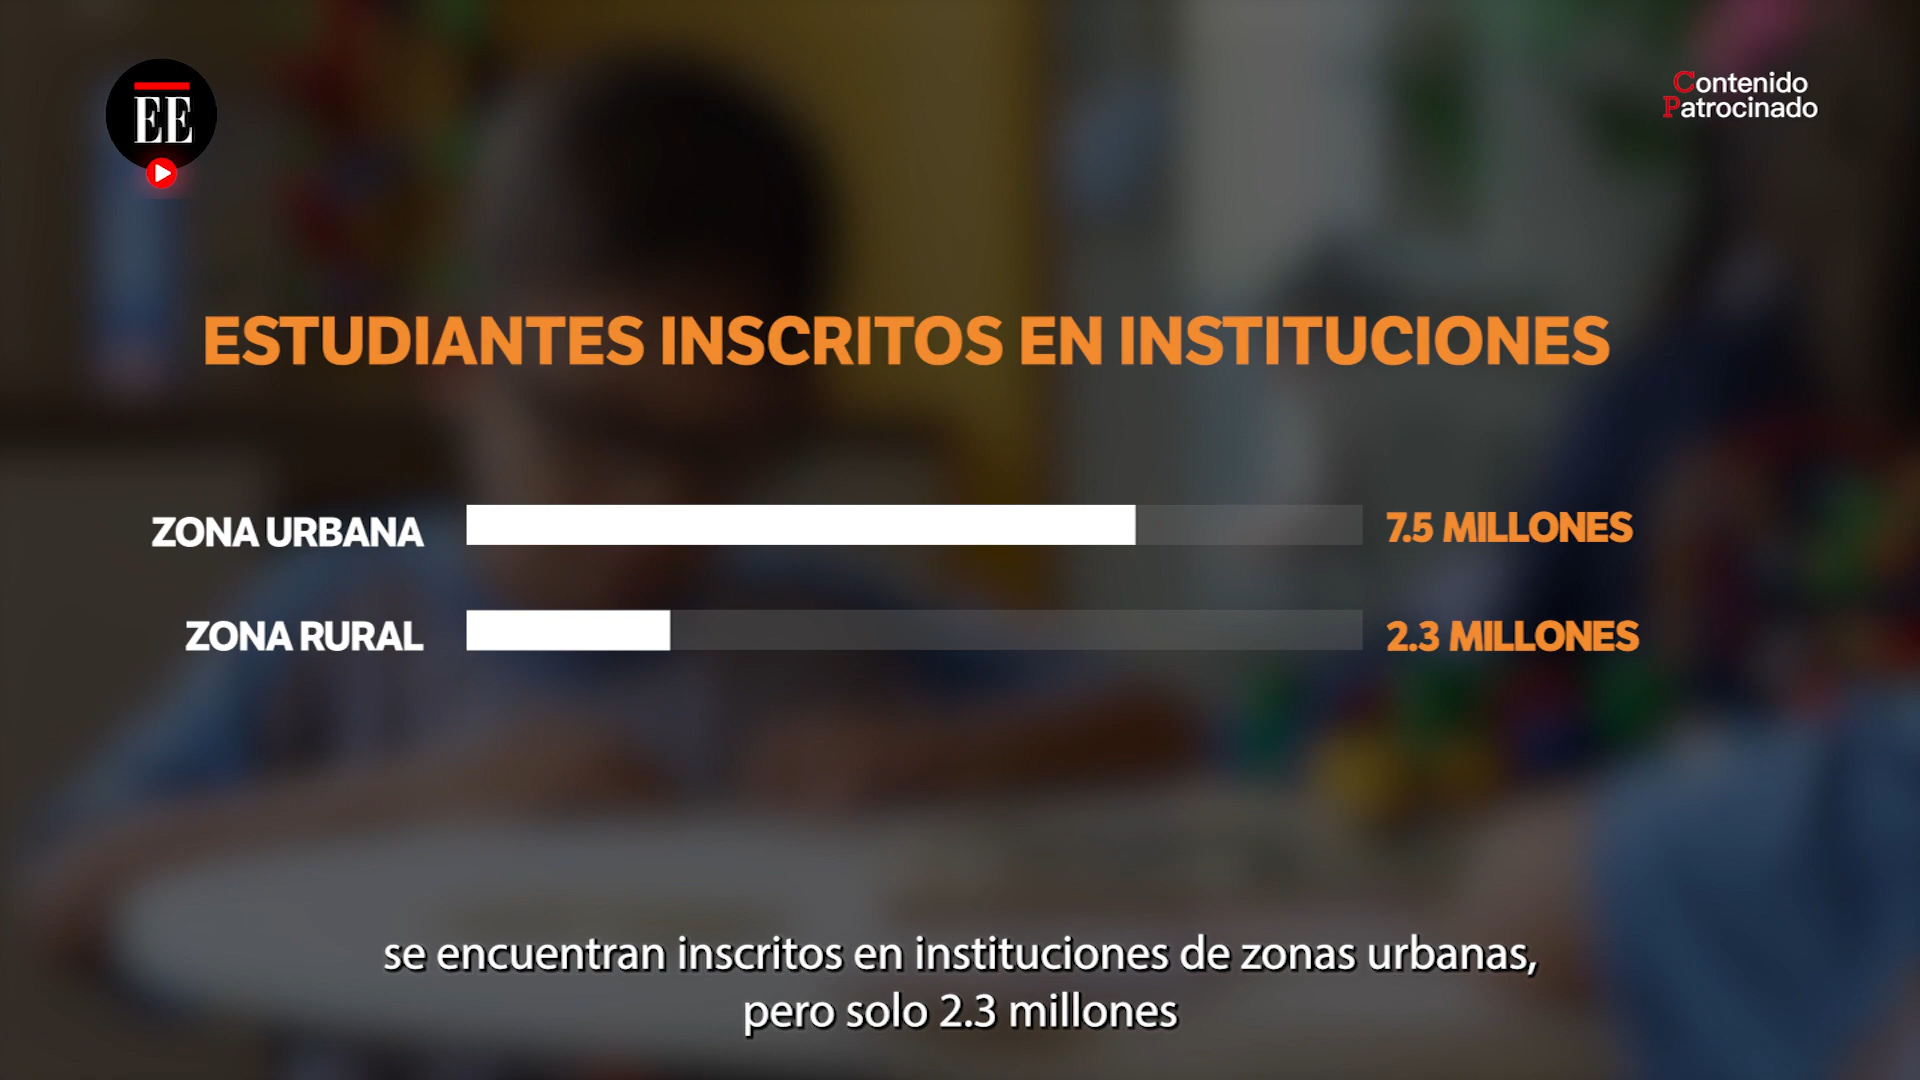 EE
Contenido
Patrocinado
ESTUDIANTES INSCRITOS EN INSTITUCIONES
ZONA URBANA 7.5 MILLONES
ZONA RURAL 2.3 MILLONES
se encuentran inscritos en instituciones de zonas urbanas,
pero solo 2.3 millones